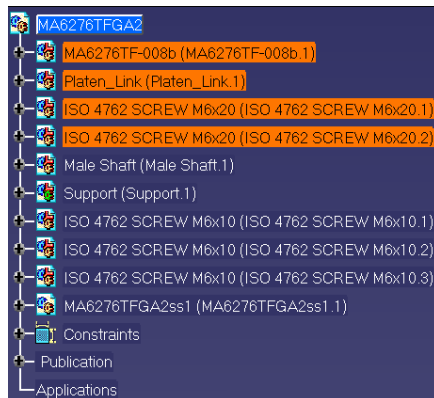 MA6276TFGA2
MA6276TF-008b (MA6276TF-008b.1)
Platen_Link (Platen_Link.1)
ISO 4762 SCREW M6x20 (ISO 4762 SCREW M6x20.1)
ISO 4762 SCREW M6x20 (ISO 4762 SCREW M6x20.2)
Male Shaft (Male Shaft.1)
Support (Support.1)
ISO 4762 SCREW M6x10 (ISO 4762 SCREW M6x10.1)
ISO 4762 SCREW M6x10 (ISO 4762 SCREW M6x10.2)
ISO 4762 SCREW M6x10 (ISO 4762 SCREW M6x10.3)
MA6276TFGA2ss1 (MA6276TFGA2ss1.1)
Constraints
Publication
Applications